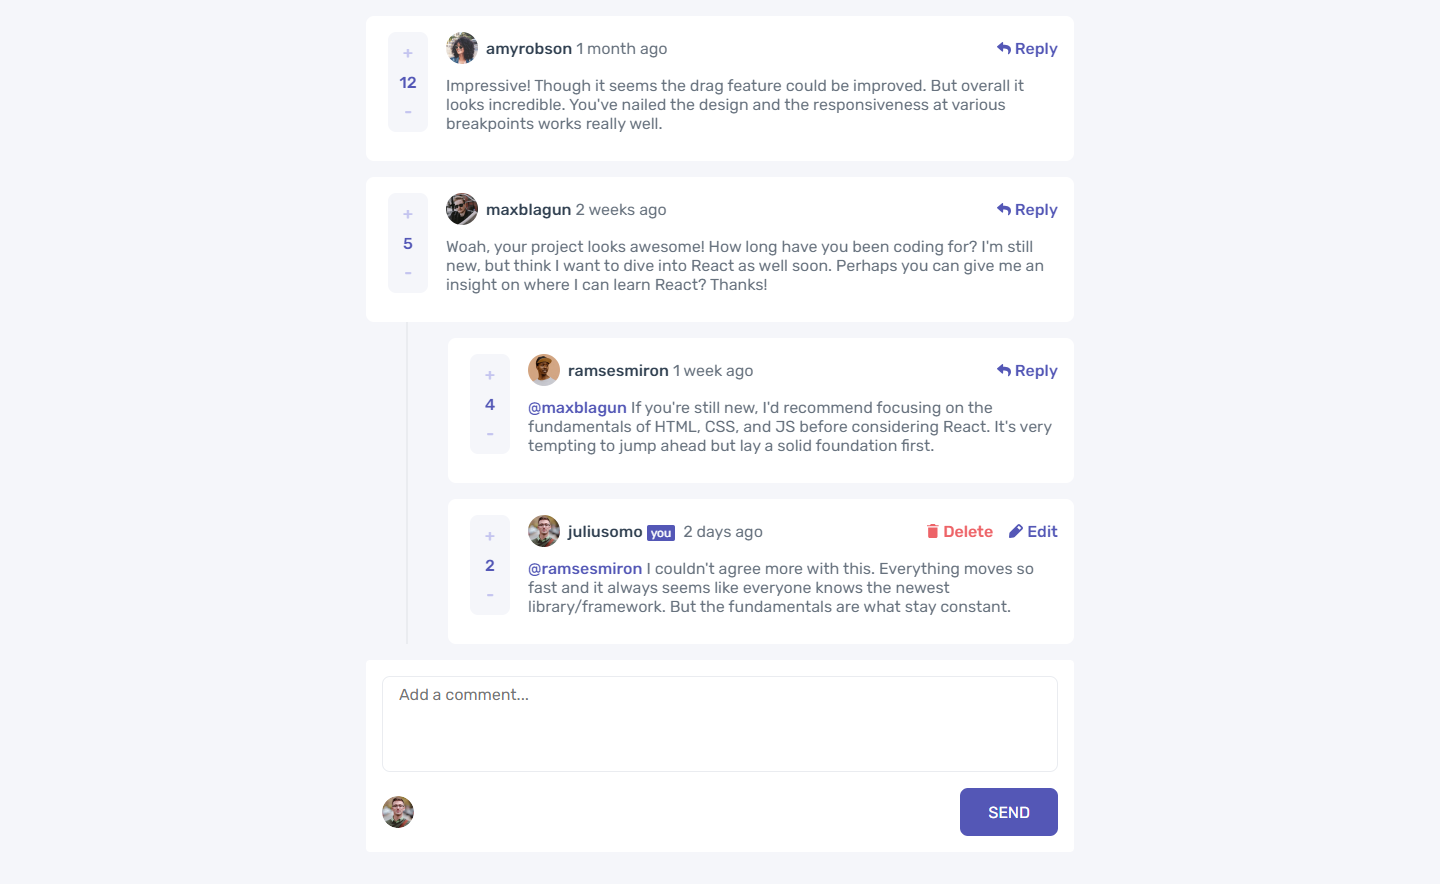 +
12
-
amyrobson 1 month ago
Reply
Impressive! Though it seems the drag feature could be improved. But overall it
looks incredible. You've nailed the design and the responsiveness at various
breakpoints works really well.
+
5
-
maxblagun 2 weeks ago
Reply
Woah, your project looks awesome! How long have you been coding for? I'm still
new, but think I want to dive into React as well soon. Perhaps you can give me an
insight on where I can learn React? Thanks!
+
4
-
ramsesmiron 1 week ago
Reply
@maxblagun If you're still new, I'd recommend focusing on the
fundamentals of HTML, CSS, and JS before considering React. It's very
tempting to jump ahead but lay a solid foundation first.
+
2
-
juliusomo you 2 days ago
Delete Edit
@ramsesmiron I couldn't agree more with this. Everything moves so
fast and it always seems like everyone knows the newest
library/framework. But the fundamentals are what stay constant.
Add a comment...
SEND